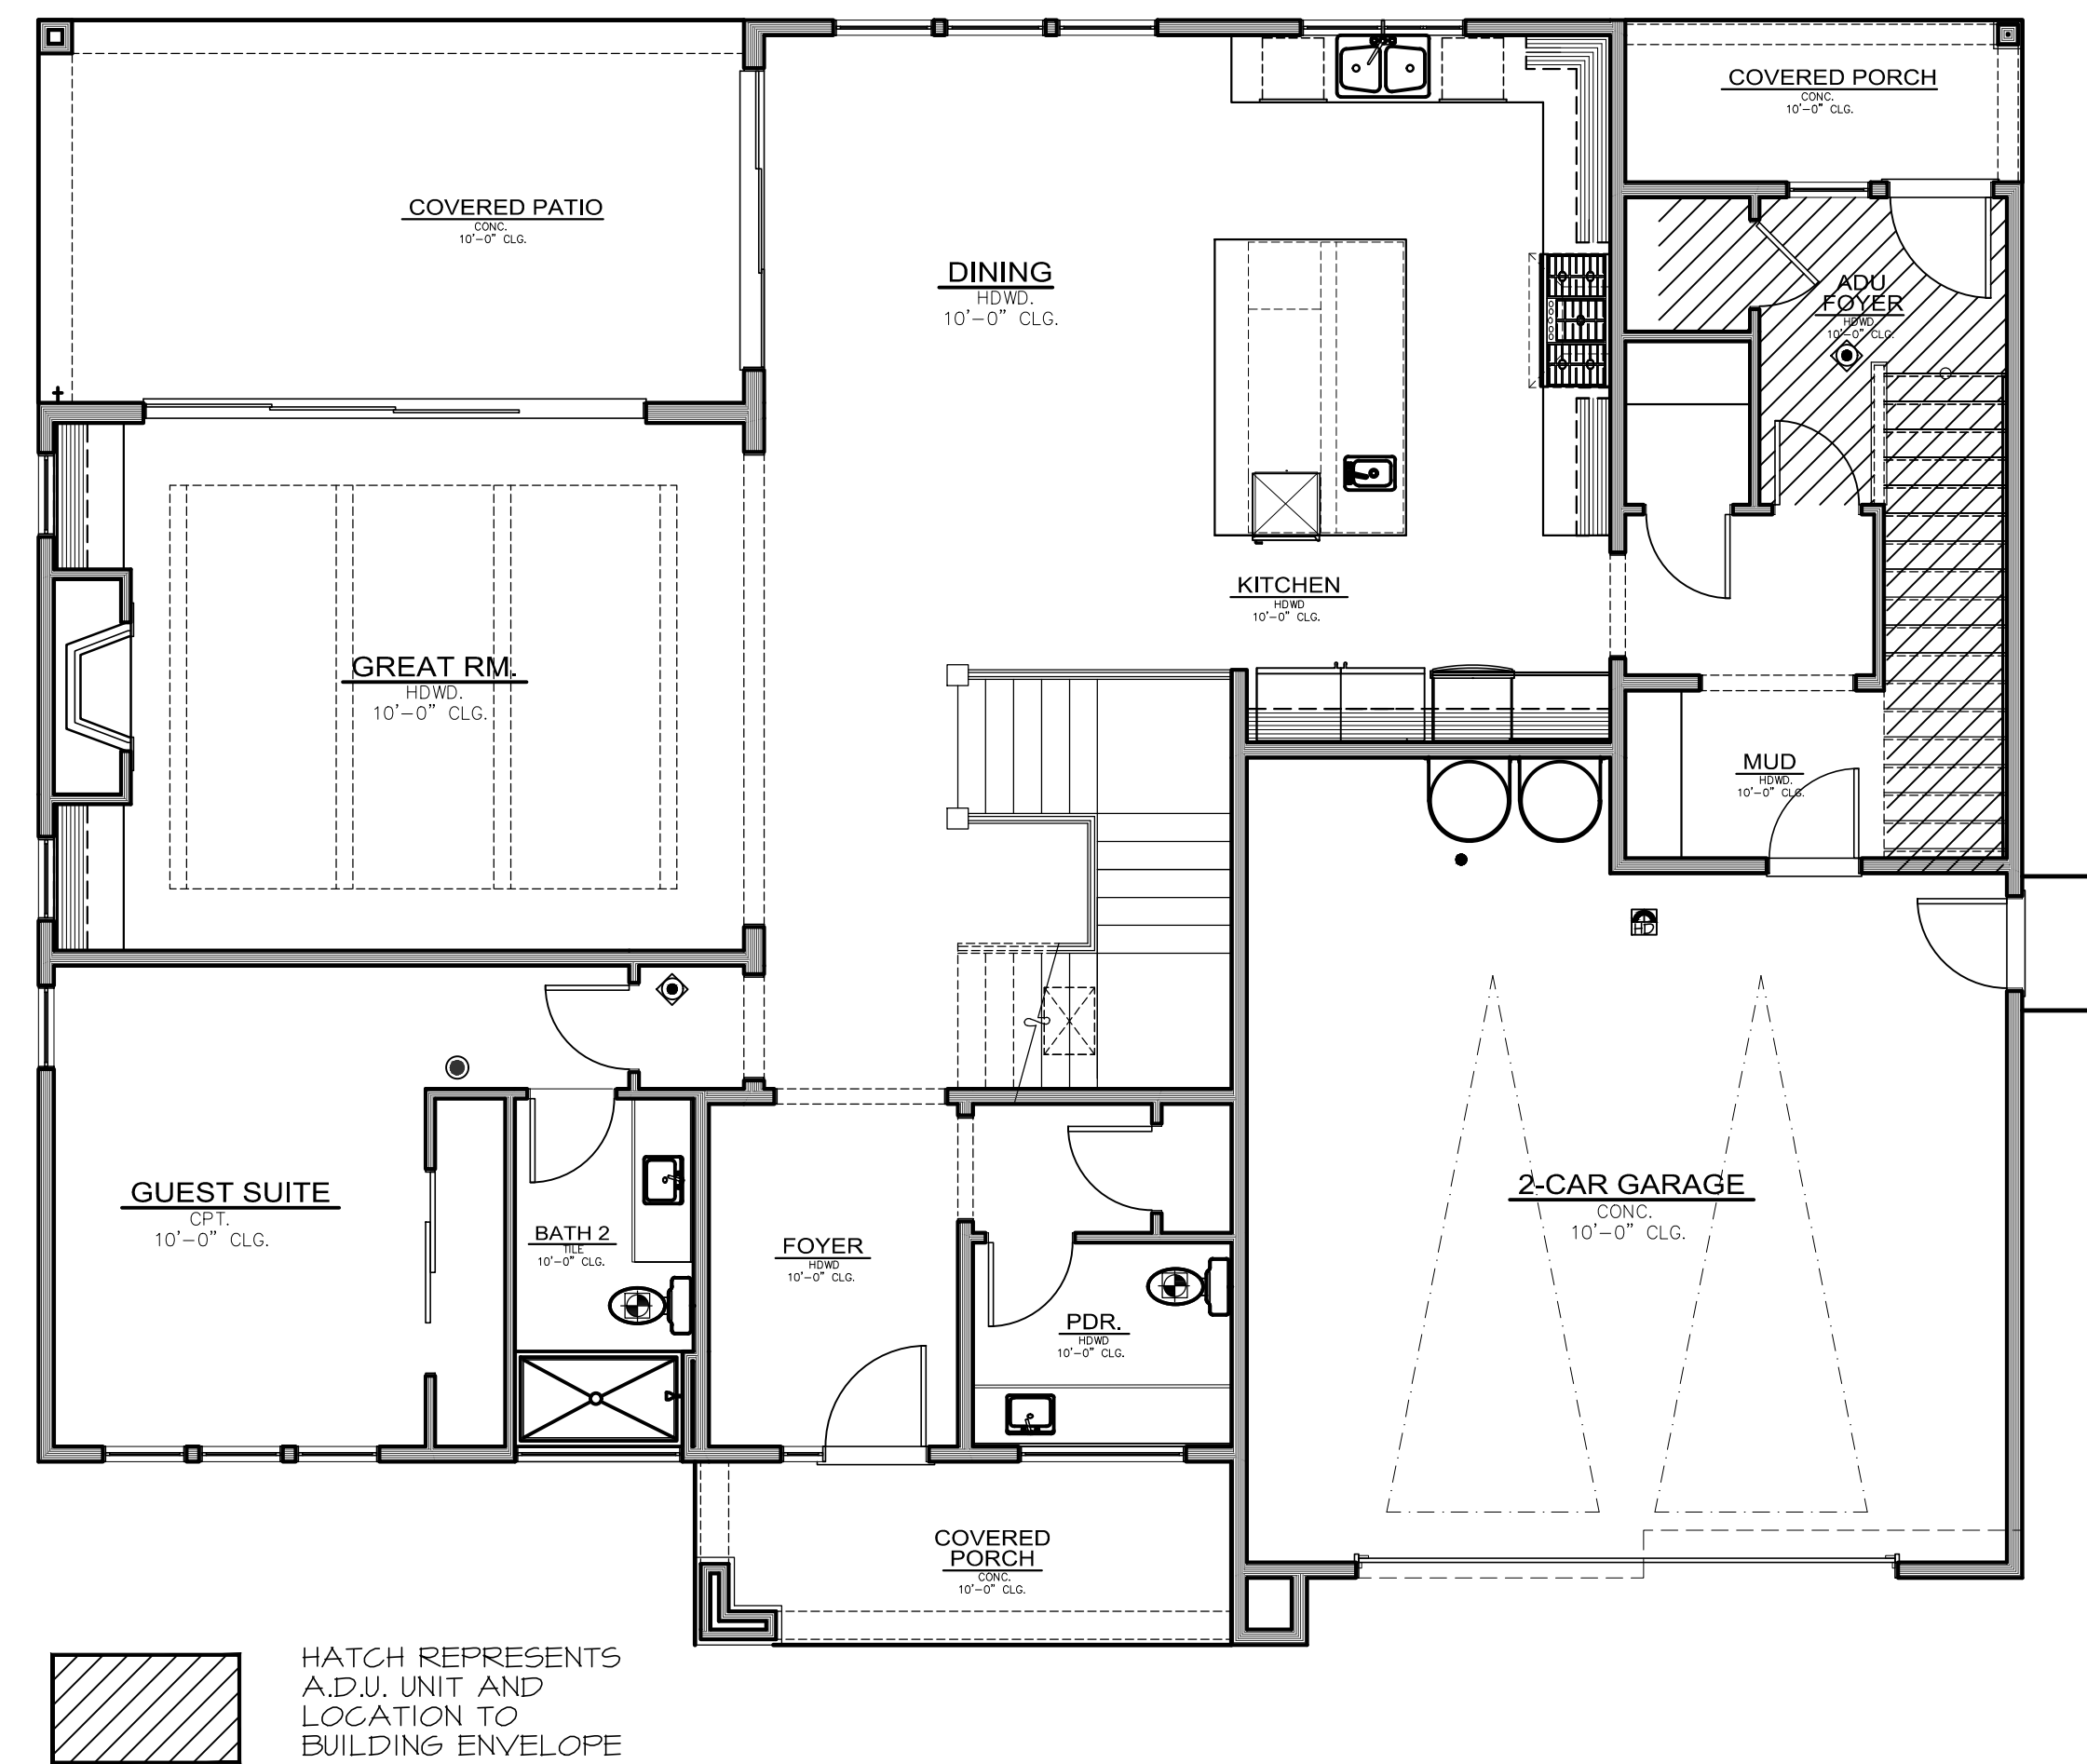 COVERED PATIO
CONC.
10'-0" CLG.
DINING
HDWD.
10'-0" CLG.
COVERED PORCH
CONC.
10'-0" CLG.
ADU
FOYER
HDWD
10'-0" CLG.
KITCHEN
HDWD
10'-0" CLG.
GREAT RM.
HDWD.
10'-0" CLG.
MUD
HDWD.
10'-0" CLG.
HD
GUEST SUITE
CPT.
10'-0" CLG.
BATH 2
TILE
10'-0" CLG.
FOYER
HDWD
10'-0" CLG.
PDR.
HDWD
10'-0" CLG.
2-CAR GARAGE
CONC.
10'-0" CLG.
COVERED
PORCH
CONC.
10'-0" CLG.
HATCH REPRESENTS
A.D.U. UNIT AND
LOCATION TO
BUILDING ENVELOPE